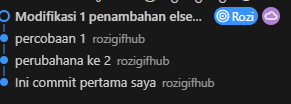 Modifikasi 1 penambahan else... Rozi
percobaan 1 rozigifhub
perubahana ke 2 rozigifhub
Ini commit pertama saya rozigifhub